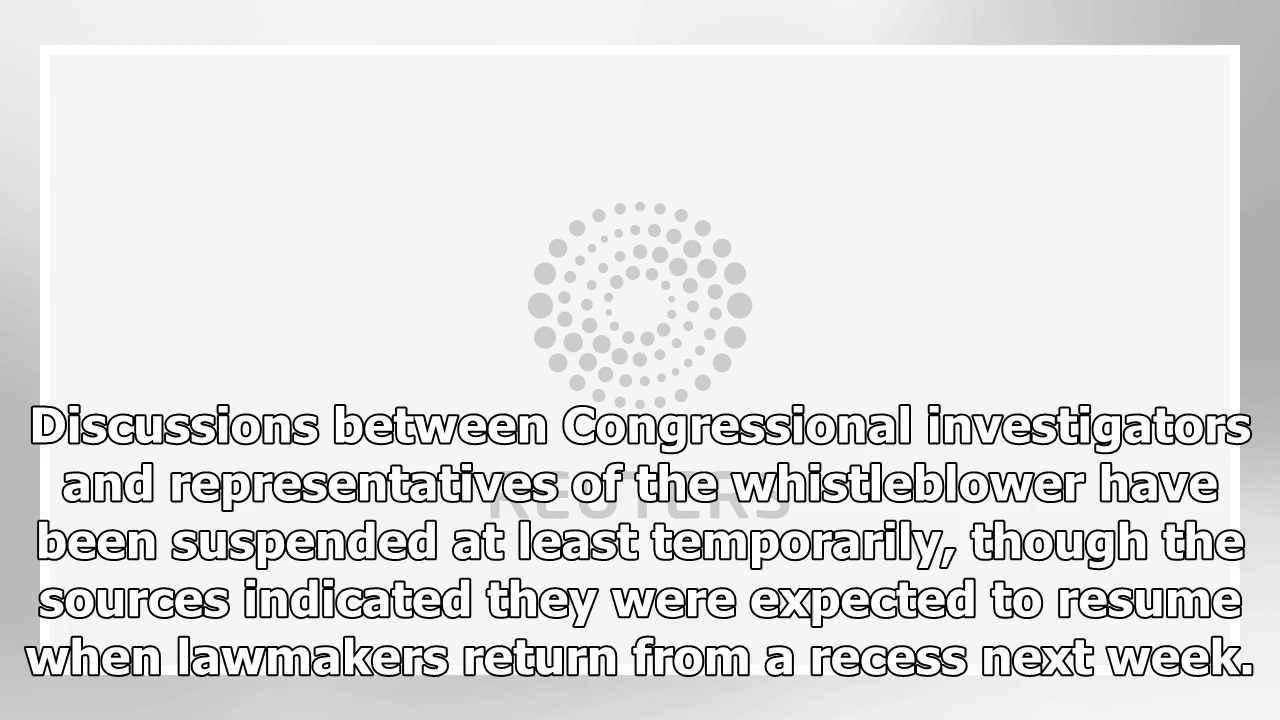 Discussions between Congressional investigators
and representatives of the whistleblower have
REUTERS
been suspended at least temporarily, though the
sources indicated they were expected to resume
when lawmakers return from a recess next week.